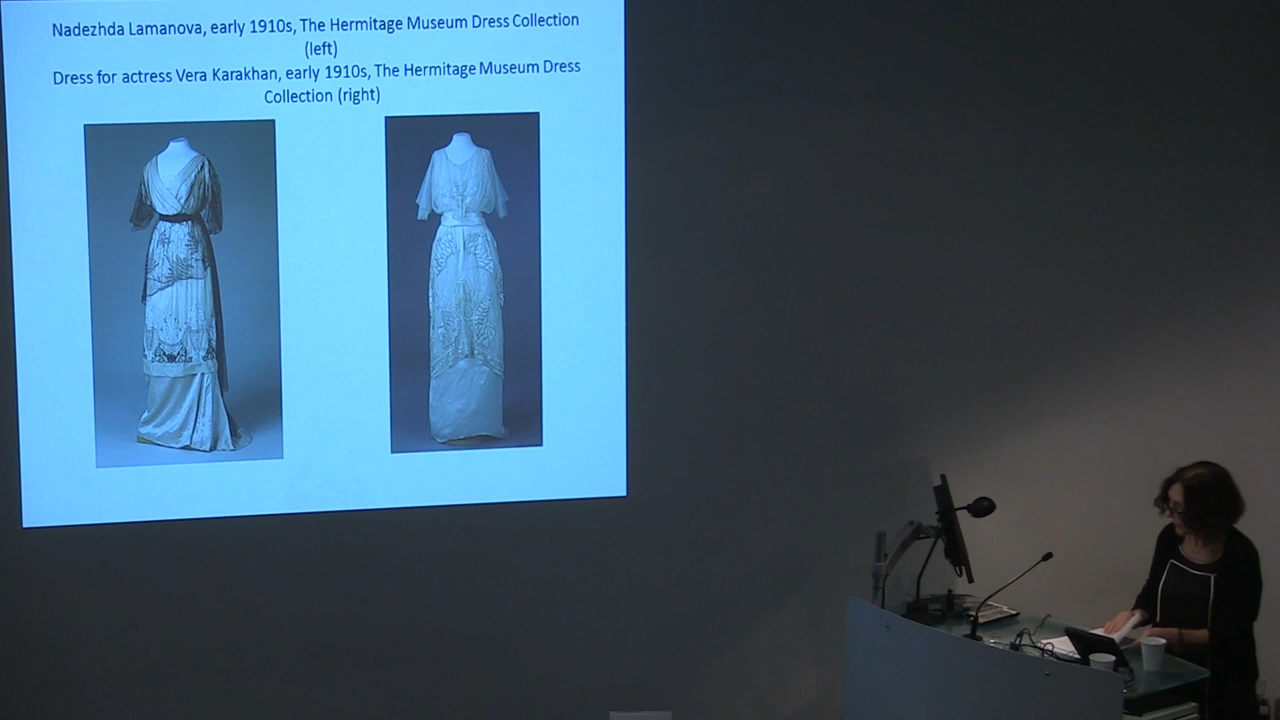 Nadezhda Lamanova, early 1910s, The Hermitage Museum Dress Collection
(left)
Dress for actress Vera Karakhan, early 1910s, The Hermitage Museum Dress
Collection (right)